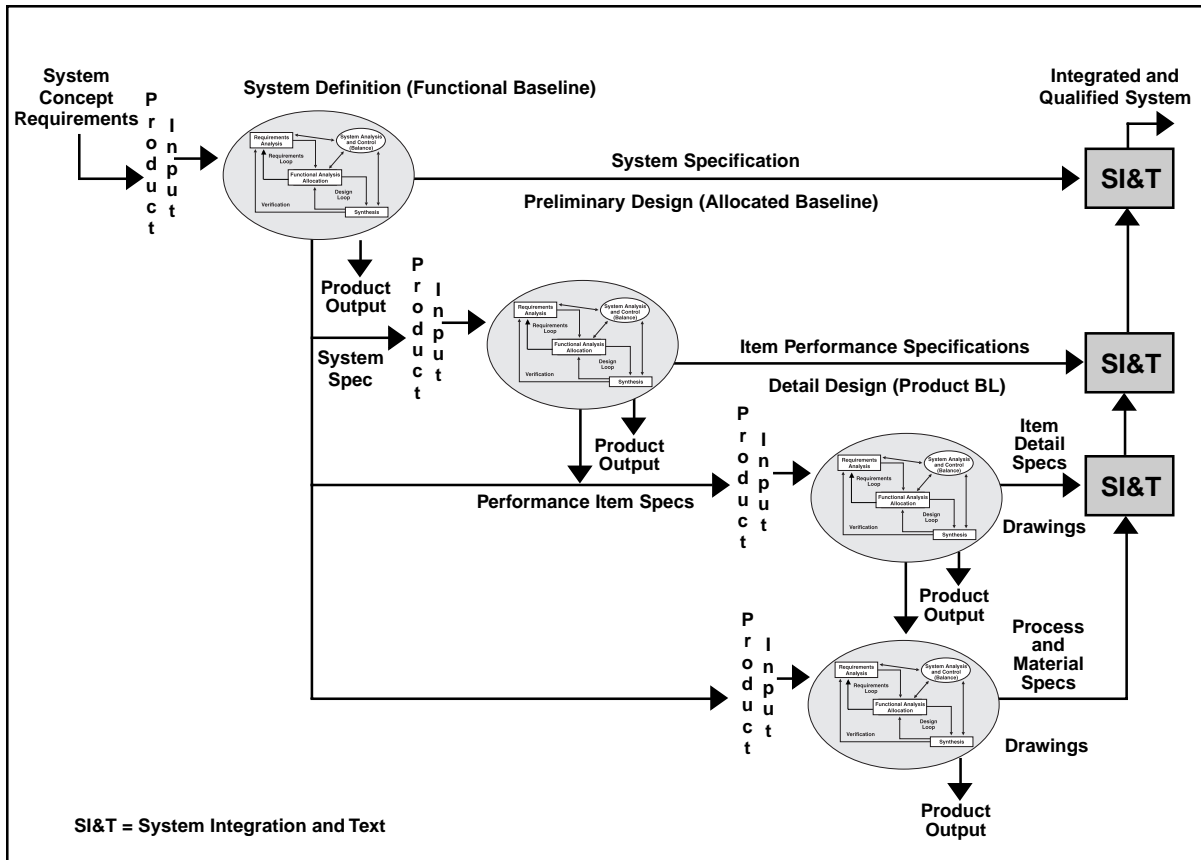 System
Concept
Requirements
Product
Input
System Definition (Functional Baseline)
Requirements
Analysis
System Analysis
and Control
(Balance)
Requirements
Loop
Functional Analysis
Allocation
Design
Loop
Verification
Synthesis
Product
Output
System Specification
Preliminary Design (Allocated Baseline)
Integrated and
Qualified System
SI&T
System
Spec
Product
Input
Requirements
Analysis
System Analysis
and Control
(Balance)
Requirements
Loop
Functional Analysis
Allocation
Design
Loop
Verification
Synthesis
Product
Output
Item Performance Specifications
Detail Design (Product BL)
SI&T
Performance Item Specs
Product
Input
Requirements
Analysis
System Analysis
and Control
(Balance)
Requirements
Loop
Functional Analysis
Allocation
Design
Loop
Verification
Synthesis
Product
Output
Item
Detail
Specs
Drawings
SI&T
Product
Input
Requirements
Analysis
System Analysis
and Control
(Balance)
Requirements
Loop
Functional Analysis
Allocation
Design
Loop
Verification
Synthesis
Product
Output
Process
and
Material
Specs
Drawings
SI&T = System Integration and Text